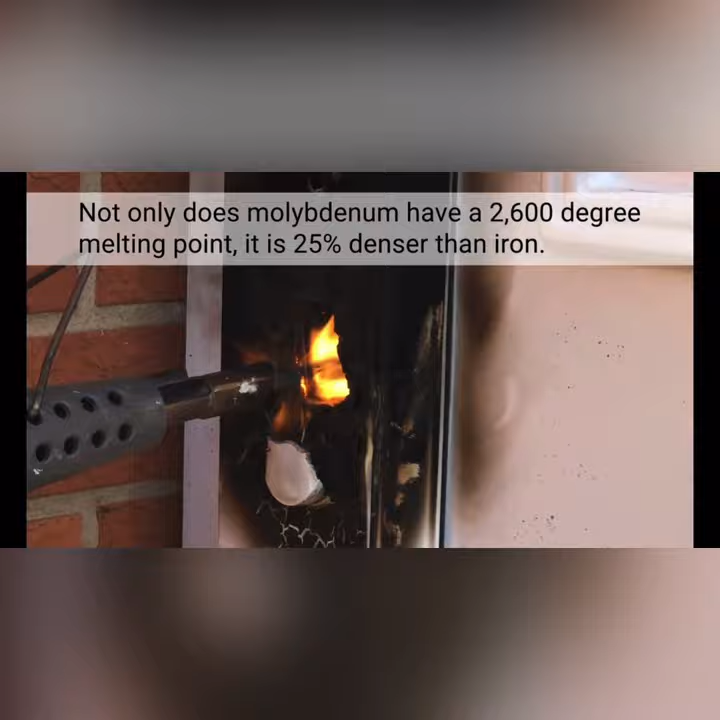 Not only does molybdenum have a 2,600 degree
melting point, it is 25% denser than iron.